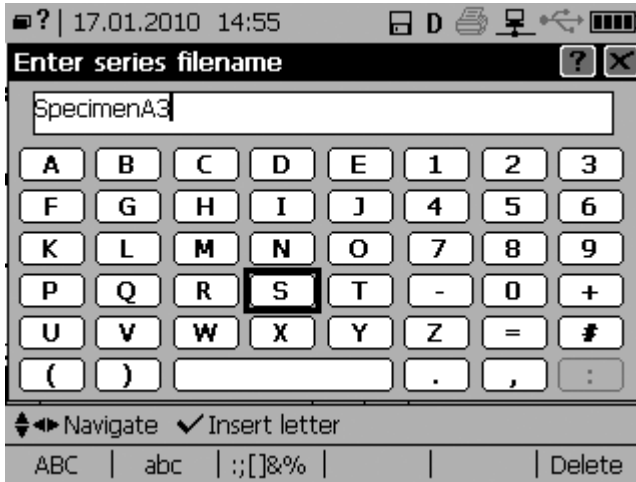 ? | 17.01.2010 14:55 D
Enter series filename ? X
SpecimenA3
A B C D E 1 2 3
F G H I J 4 5 6
K L M N O 7 8 9
P Q R S T - 0 +
U V W X Y Z = #
( ) . , :
Navigate ✓ Insert letter
ABC | abc | :;[]&% | | | Delete